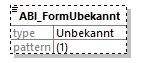 ABI_FormUbekannt
type Unbekannt
pattern (1)